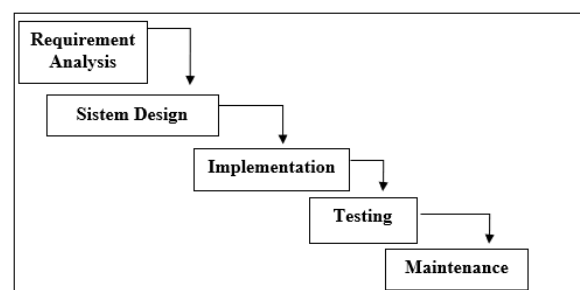 Requirement
Analysis
Sistem Design
Implementation
Testing
Maintenance